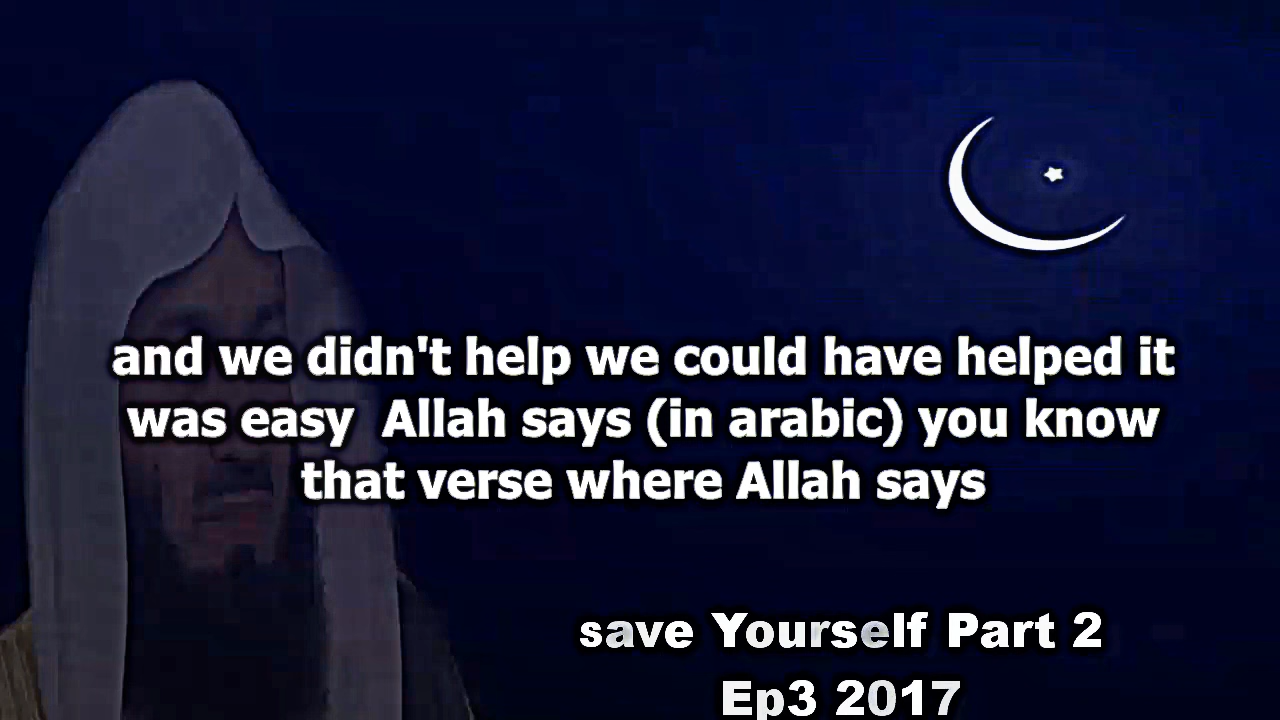 and we didn't help we could have helped it
was easy  Allah says (in arabic) you know
that verse where Allah says
save Yourself Part 2
Ep3 2017